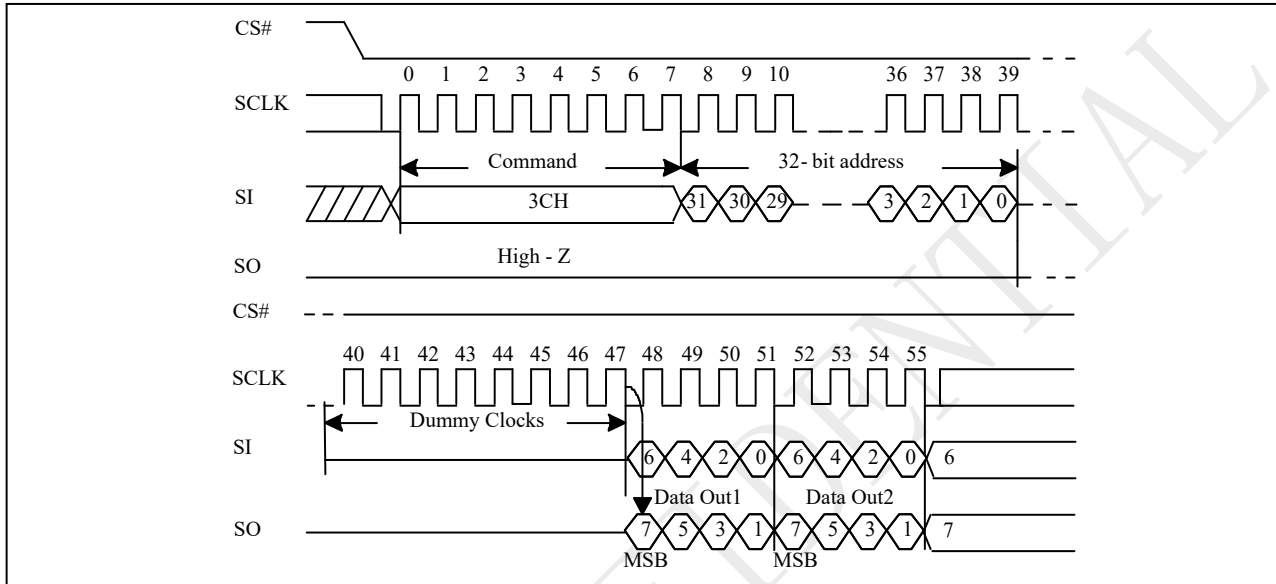 CS#
0 1 2 3 4 5 6 7 8 9 10 36 37 38 39
SCLK
Command 32- bit address
SI 3CH 31 30 29 3 2 1 0
High - Z
SO
CS#
40 41 42 43 44 45 46 47 48 49 50 51 52 53 54 55
SCLK
Dummy Clocks
SI 6 4 2 0 6 4 2 0 6
Data Out1 Data Out2
SO 7 5 3 1 7 5 3 1 7
MSB MSB